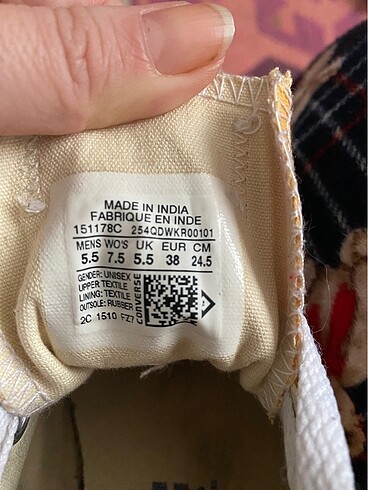 MADE IN INDIA
FABRIQUE EN INDE
151178C 254QDWKR00101
MENS WO'S UK EUR CM
5.5 7.5 5.5 38 24.5
GENDER: UNISEX
UPPER:TEXTILE
LINING: TEXTILE
OUTSOLE: RUBBER
2C 1510 FZ7
CONVERSE